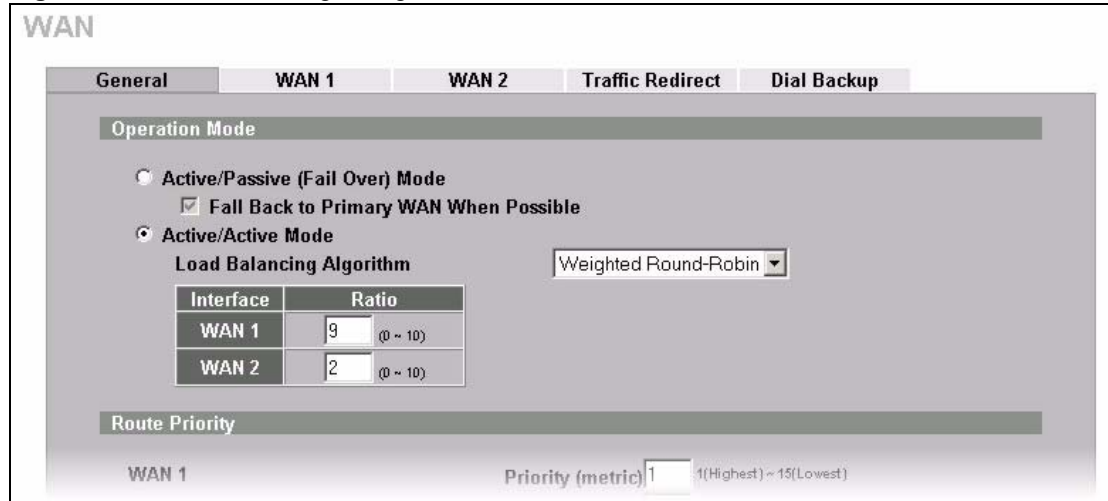 WAN
General WAN 1 WAN 2 Traffic Redirect Dial Backup
Operation Mode
Active/Passive (Fail Over) Mode
Fall Back to Primary WAN When Possible
Active/Active Mode
Load Balancing Algorithm Weighted Round-Robin
Interface Ratio
WAN 1 9 (0 ~ 10)
WAN 2 2 (0 ~ 10)
Route Priority
WAN 1 Priority (metric) 1 1(Highest) ~ 15(Lowest)